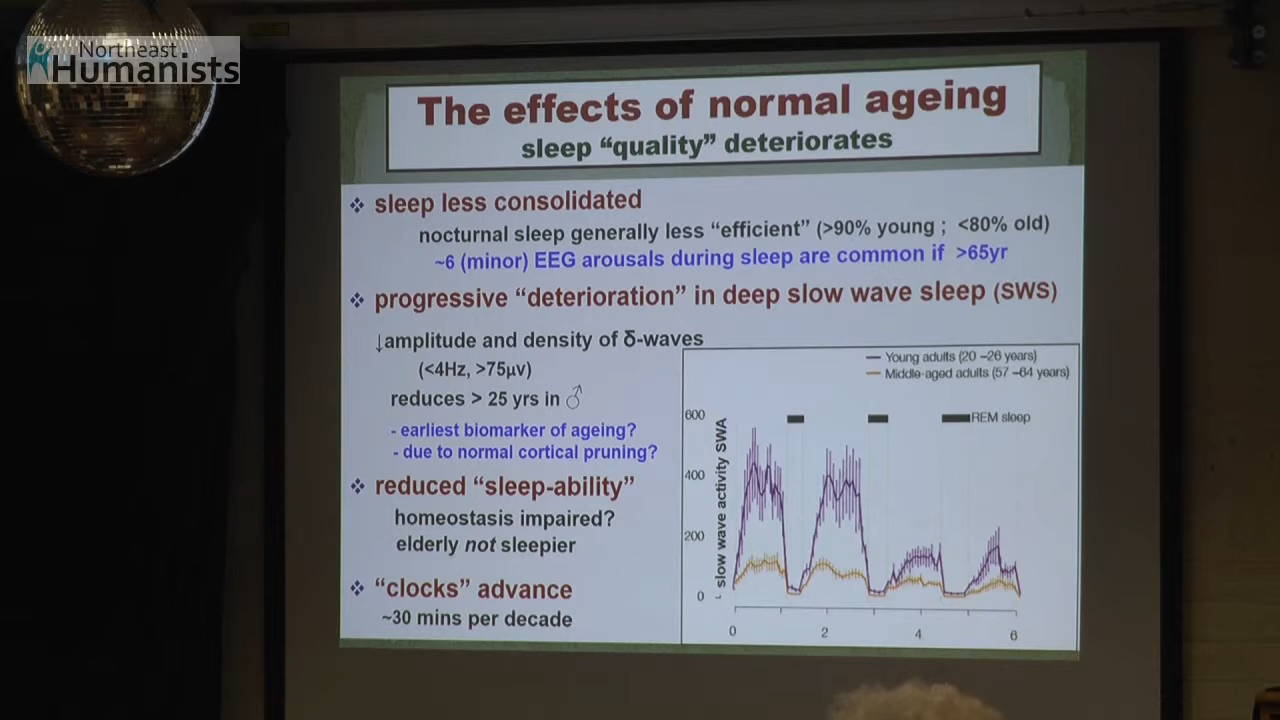 Northeast
Humanists
The effects of normal ageing
sleep “quality” deteriorates
❖ sleep less consolidated
nocturnal sleep generally less “efficient” (>90% young ; <80% old)
~6 (minor) EEG arousals during sleep are common if >65yr
❖ progressive “deterioration” in deep slow wave sleep (SWS)
↓amplitude and density of δ-waves
(<4Hz, >75μv)
reduces > 25 yrs in ♂
- earliest biomarker of ageing?
- due to normal cortical pruning?
❖ reduced “sleep-ability”
homeostasis impaired?
elderly not sleepier
❖ “clocks” advance
~30 mins per decade
Young adults (20 –26 years)
Middle-aged adults (57 –64 years)
REM sleep
slow wave activity SWA
600
400
200
0
0 2 4 6